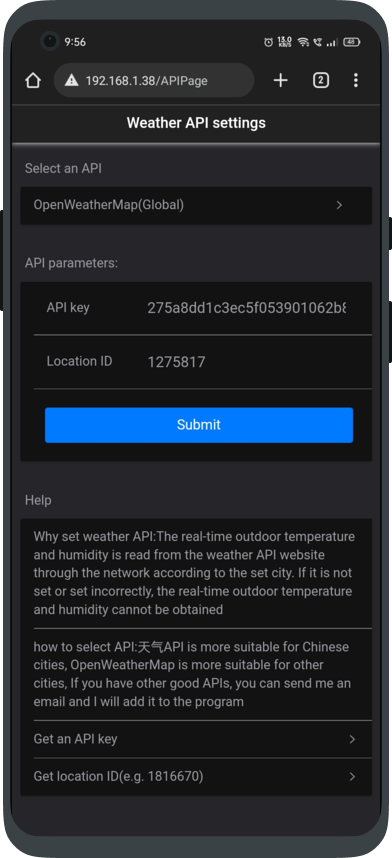 9:56
13.0
KB/S
48
192.168.1.38/APIPage
2
Weather API settings
Select an API
OpenWeatherMap(Global)
API parameters:
API key 275a8dd1c3ec5f053901062b8
Location ID 1275817
Submit
Help
Why set weather API:The real-time outdoor temperature
and humidity is read from the weather API website
through the network according to the set city. If it is not
set or set incorrectly, the real-time outdoor temperature
and humidity cannot be obtained
how to select API:天气API is more suitable for Chinese
cities, OpenWeatherMap is more suitable for other
cities, If you have other good APIs, you can send me an
email and I will add it to the program
Get an API key
Get location ID(e.g. 1816670)